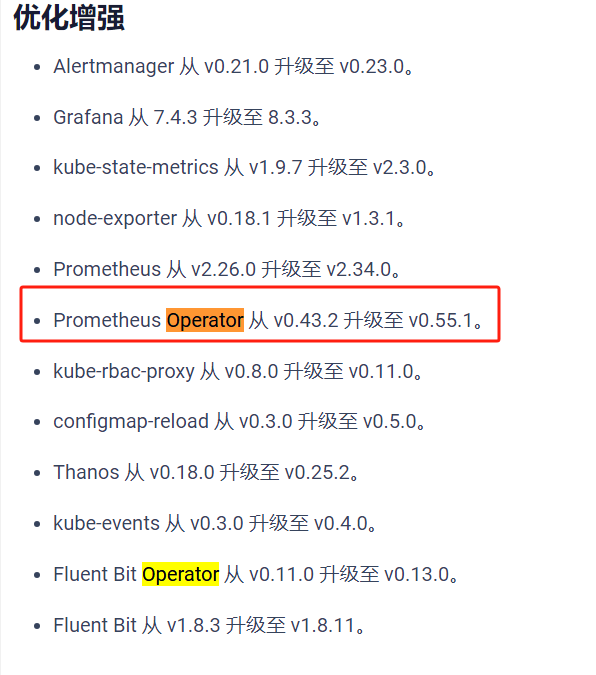 优化增强
Alertmanager 从 v0.21.0 升级至 v0.23.0。
Grafana 从 7.4.3 升级至 8.3.3。
kube-state-metrics 从 v1.9.7 升级至 v2.3.0。
node-exporter 从 v0.18.1 升级至 v1.3.1。
Prometheus 从 v2.26.0 升级至 v2.34.0。
Prometheus Operator 从 v0.43.2 升级至 v0.55.1。
kube-rbac-proxy 从 v0.8.0 升级至 v0.11.0。
configmap-reload 从 v0.3.0 升级至 v0.5.0。
Thanos 从 v0.18.0 升级至 v0.25.2。
kube-events 从 v0.3.0 升级至 v0.4.0。
Fluent Bit Operator 从 v0.11.0 升级至 v0.13.0。
Fluent Bit 从 v1.8.3 升级至 v1.8.11。